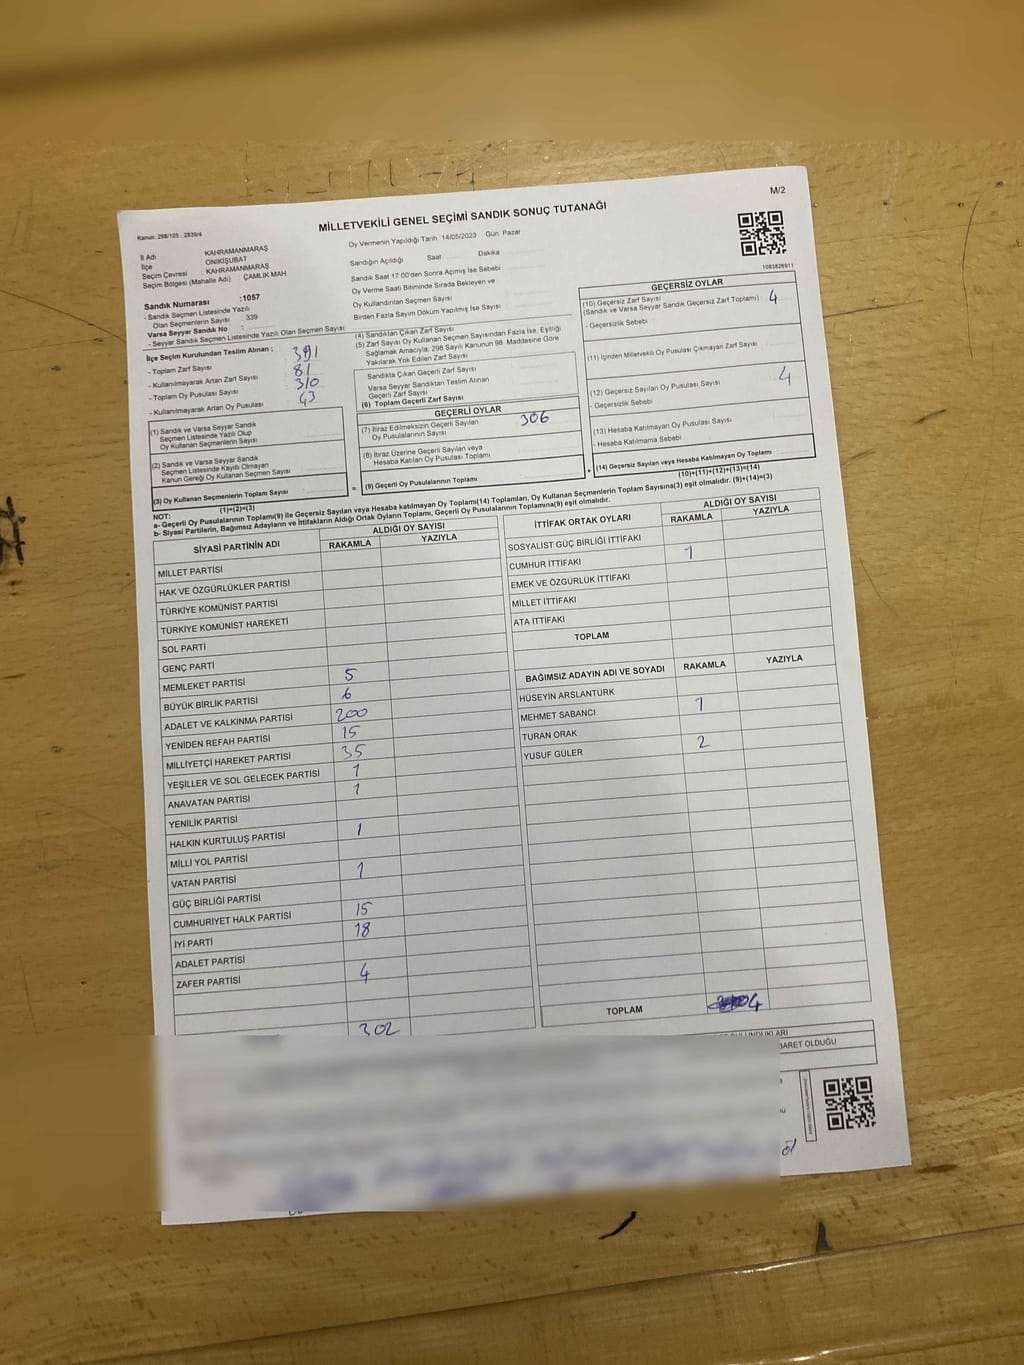 M/2
MİLLETVEKİLİ GENEL SEÇİMİ SANDIK SONUÇ TUTANAĞI
Kanun: 298/105 , 2839/4
İl Adı KAHRAMANMARAŞ
İlçe ONİKİŞUBAT
Seçim Çevresi : KAHRAMANMARAŞ
Seçim Bölgesi (Mahalle Adı) ÇAMLIK MAH
Oy Vermenin Yapıldığı Tarih 14/05/2023 Gün Pazar
Sandığın Açıldığı Saat Dakika
Sandık Saat 17:00'den Sonra Açımış İse Sebebi
Oy Verme Saati Bitiminde Sırada Bekleyen ve
Oy Kullandırılan Seçmen Sayısı
Birden Fazla Sayım Döküm Yapılmış İse Sayısı
1083826911
Sandık Numarası :1057
- Sandık Seçmen Listesinde Yazılı
Olan Seçmenlerin Sayısı 339
Varsa Seyyar Sandık No :
- Seyyar Sandık Seçmen Listesinde Yazılı Olan Seçmen Sayısı
İlçe Seçim Kurulundan Teslim Alınan ;
- Toplam Zarf Sayısı 391
- Kullanılmayarak Artan Zarf Sayısı 81
- Toplam Oy Pusulası Sayısı 310
- Kullanılmayarak Artan Oy Pusulası 43
(1) Sandık ve Varsa Seyyar Sandık
Seçmen Listesinde Yazılı Olup
Oy Kullanan Seçmenlerin Sayısı
(2) Sandık ve Varsa Seyyar Sandık
Seçmen Listesinde Kayıtlı Olmayan
Kanun Gereği Oy Kullanan Seçmen Sayısı
(3) Oy Kullanan Seçmenlerin Toplam Sayısı
(1)+(2)=(3)
(4) Sandıktan Çıkan Zarf Sayısı
(5) Zarf Sayısı Oy Kullanan Seçmen Sayısından Fazla İse, Eşitliği
Sağlamak Amacıyla; 298 Sayılı Kanunun 98. Maddesine Göre
Yakılarak Yok Edilen Zarf Sayısı
Sandıkta Çıkan Geçerli Zarf Sayısı
Varsa Seyyar Sandıktan Teslim Alınan
Geçerli Zarf Sayısı
(6) Toplam Geçerli Zarf Sayısı
GEÇERLİ OYLAR
(7) İtiraz Edilmeksizin Geçerli Sayılan
Oy Pusulalarının Sayısı 306
(8) İtiraz Üzerine Geçerli Sayılan veya
Hesaba Katılan Oy Pusulası Toplamı
= (9) Geçerli Oy Pusulalarının Toplamı
GEÇERSİZ OYLAR
(10) Geçersiz Zarf Sayısı
(Sandık ve Varsa Seyyar Sandık Geçersiz Zarf Toplamı) 4
- Geçersizlik Sebebi
(11) İçinden Milletvekili Oy Pusulası Çıkmayan Zarf Sayısı
(12) Geçersiz Sayılan Oy Pusulası Sayısı 4
- Geçersizlik Sebebi
(13) Hesaba Katılmayan Oy Pusulası Sayısı
- Hesaba Katılmama Sebebi
+ (14) Geçersiz Sayılan veya Hesaba Katılmayan Oy Toplamı
(10)+(11)+(12)+(13)=(14)
NOT:
a- Geçerli Oy Pusulalarının Toplamı(9) ile Geçersiz Sayılan veya Hesaba katılmayan Oy Toplamı(14) Toplamları, Oy Kullanan Seçmenlerin Toplam Sayısına(3) eşit olmalıdır. (9)+(14)=(3)
b- Siyasi Partilerin, Bağımsız Adayların ve İttifakların Aldığı Ortak Oyların Toplamı, Geçerli Oy Pusulalarının Toplamına(9) eşit olmalıdır.
SİYASİ PARTİNİN ADI ALDIĞI OY SAYISI
RAKAMLA YAZIYLA
MİLLET PARTİSİ
HAK VE ÖZGÜRLÜKLER PARTİSİ
TÜRKİYE KOMÜNİST PARTİSİ
TÜRKİYE KOMÜNİST HAREKETİ
SOL PARTİ
GENÇ PARTİ
MEMLEKET PARTİSİ 5
BÜYÜK BİRLİK PARTİSİ 6
ADALET VE KALKINMA PARTİSİ 200
YENİDEN REFAH PARTİSİ 15
MİLLİYETÇİ HAREKET PARTİSİ 35
YEŞİLLER VE SOL GELECEK PARTİSİ 1
ANAVATAN PARTİSİ 1
YENİLİK PARTİSİ
HALKIN KURTULUŞ PARTİSİ 1
MİLLİ YOL PARTİSİ
VATAN PARTİSİ 1
GÜÇ BİRLİĞİ PARTİSİ
CUMHURİYET HALK PARTİSİ 15
İYİ PARTİ 18
ADALET PARTİSİ
ZAFER PARTİSİ 4
302
İTTİFAK ORTAK OYLARI ALDIĞI OY SAYISI
RAKAMLA YAZIYLA
SOSYALİST GÜÇ BİRLİĞİ İTTİFAKI
CUMHUR İTTİFAKI 1
EMEK VE ÖZGÜRLÜK İTTİFAKI
MİLLET İTTİFAKI
ATA İTTİFAKI
TOPLAM
BAĞIMSIZ ADAYIN ADI VE SOYADI RAKAMLA YAZIYLA
HÜSEYİN ARSLANTÜRK
MEHMET SABANCI 1
TURAN ORAK
YUSUF GÜLER 2
TOPLAM 4
BULUNDUKLARI
BARET OLDUĞU